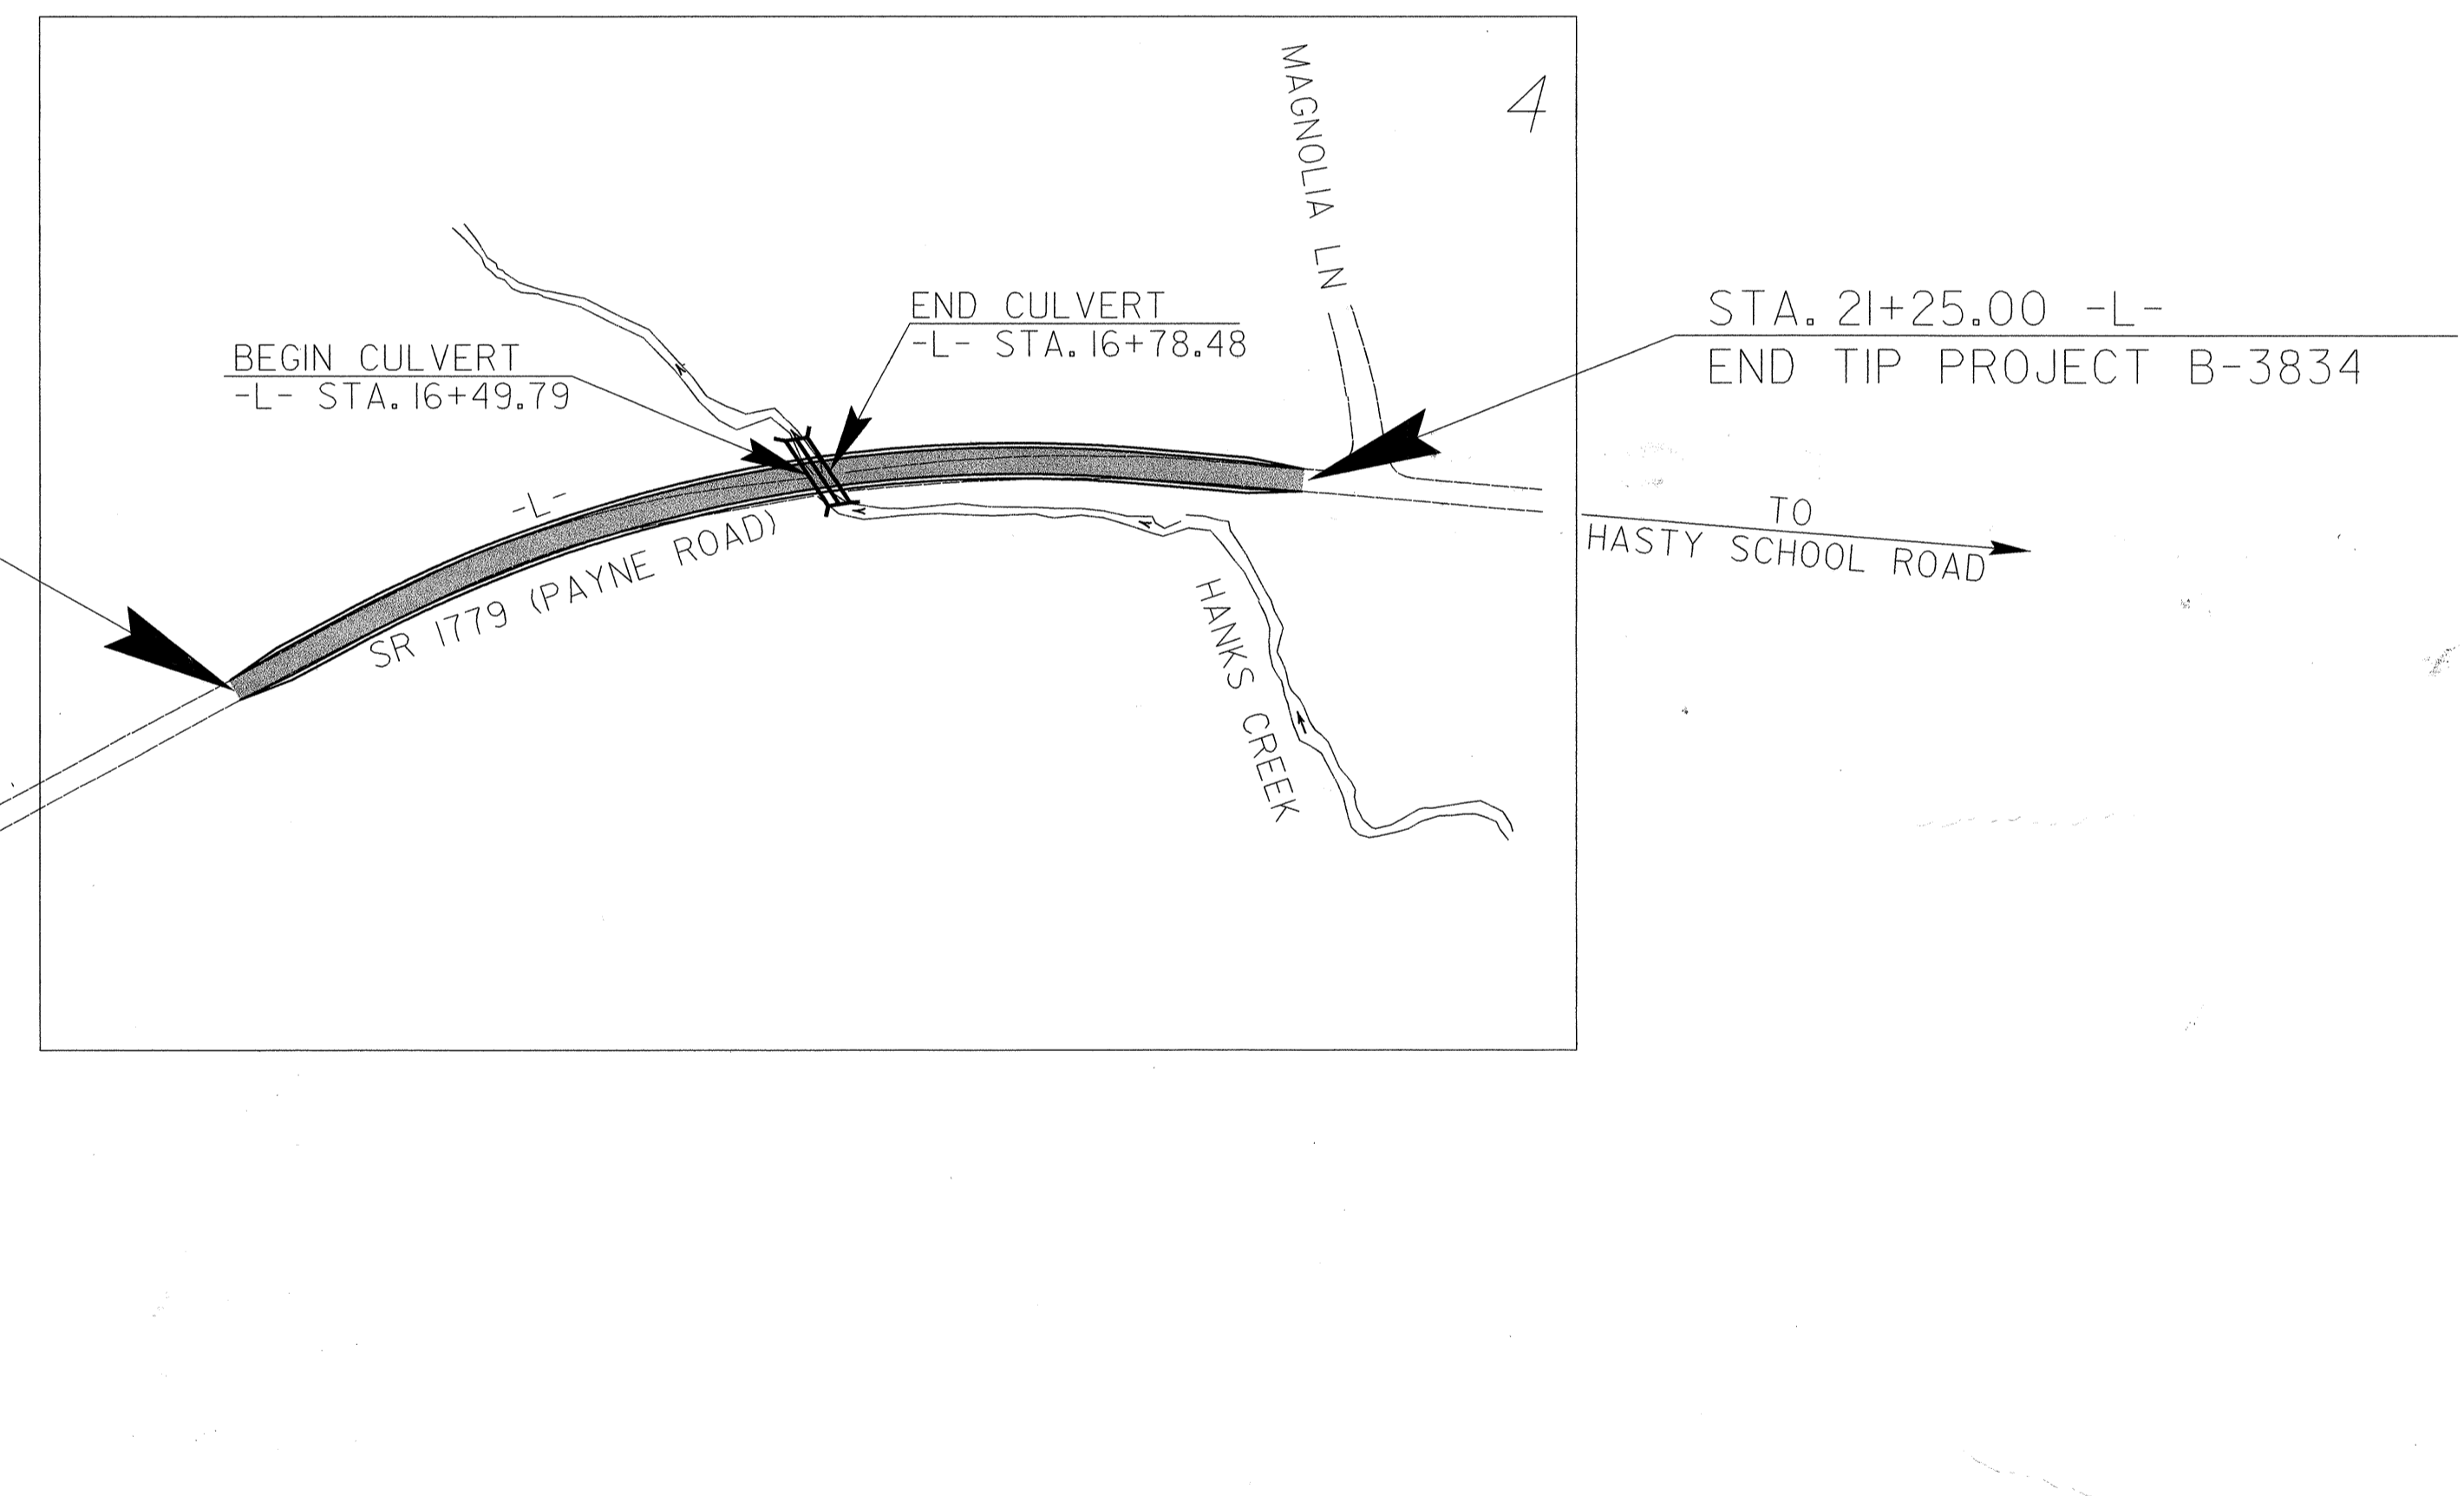 4
MAGNOLIA LN
END CULVERT
-L- STA. 16+78.48
BEGIN CULVERT
-L- STA. 16+49.79
STA. 21+25.00 -L-
END TIP PROJECT B-3834
-L-
SR 1779 (PAYNE ROAD)
TO
HASTY SCHOOL ROAD
HANKS CREEK